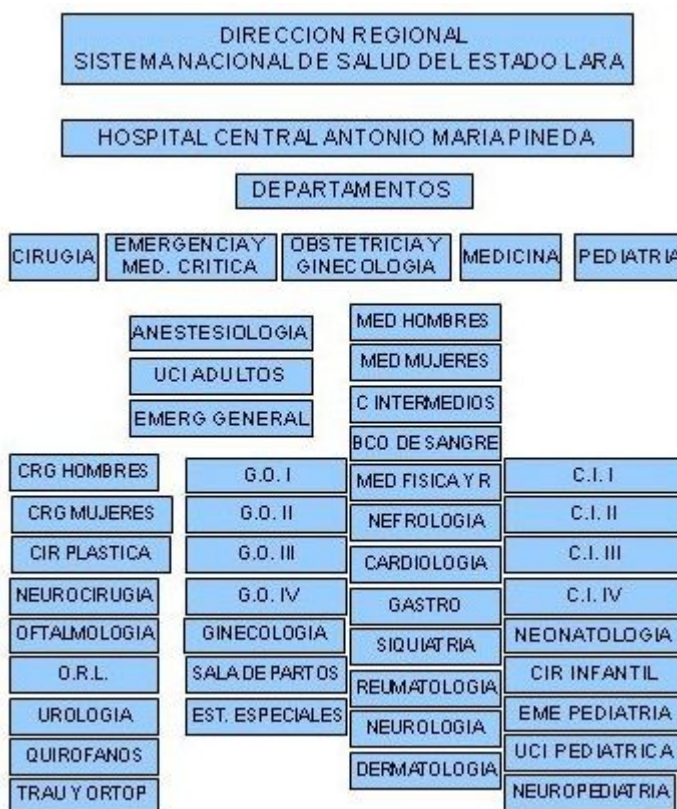 DIRECCION REGIONAL
SISTEMA NACIONAL DE SALUD DEL ESTADO LARA
HOSPITAL CENTRAL ANTONIO MARIA PINEDA
DEPARTAMENTOS
CIRUGIA
EMERGENCIA Y
MED. CRITICA
OBSTETRICIA Y
GINECOLOGIA
MEDICINA
PEDIATRIA
ANESTESIOLOGIA
UCI ADULTOS
EMERG GENERAL
CRG HOMBRES
CRG MUJERES
CIR PLASTICA
NEUROCIRUGIA
OFTALMOLOGIA
O.R.L.
UROLOGIA
QUIROFANOS
TRAU Y ORTOP
G.O. I
G.O. II
G.O. III
G.O. IV
GINECOLOGIA
SALA DE PARTOS
EST. ESPECIALES
MED HOMBRES
MED MUJERES
C INTERMEDIOS
BCO DE SANGRE
MED FISICA Y R
NEFROLOGIA
CARDIOLOGIA
GASTRO
SIQUIATRIA
REUMATOLOGIA
NEUROLOGIA
DERMATOLOGIA
C.I. I
C.I. II
C.I. III
C.I. IV
NEONATOLOGIA
CIR INFANTIL
EME PEDIATRIA
UCI PEDIATRICA
NEUROPEDIATRIA